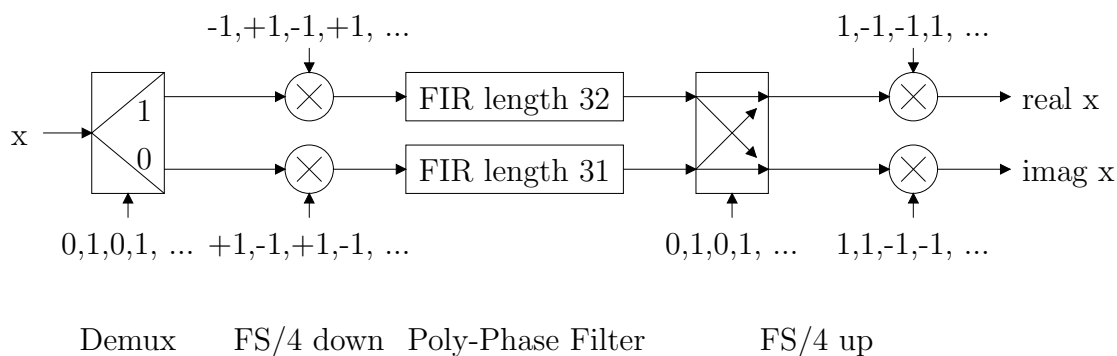 -1,+1,-1,+1, ... 1,-1,-1,1, ...
1 FIR length 32 real x
x
0 FIR length 31 imag x
0,1,0,1, ... +1,-1,+1,-1, ... 0,1,0,1, ... 1,1,-1,-1, ...
Demux FS/4 down Poly-Phase Filter FS/4 up